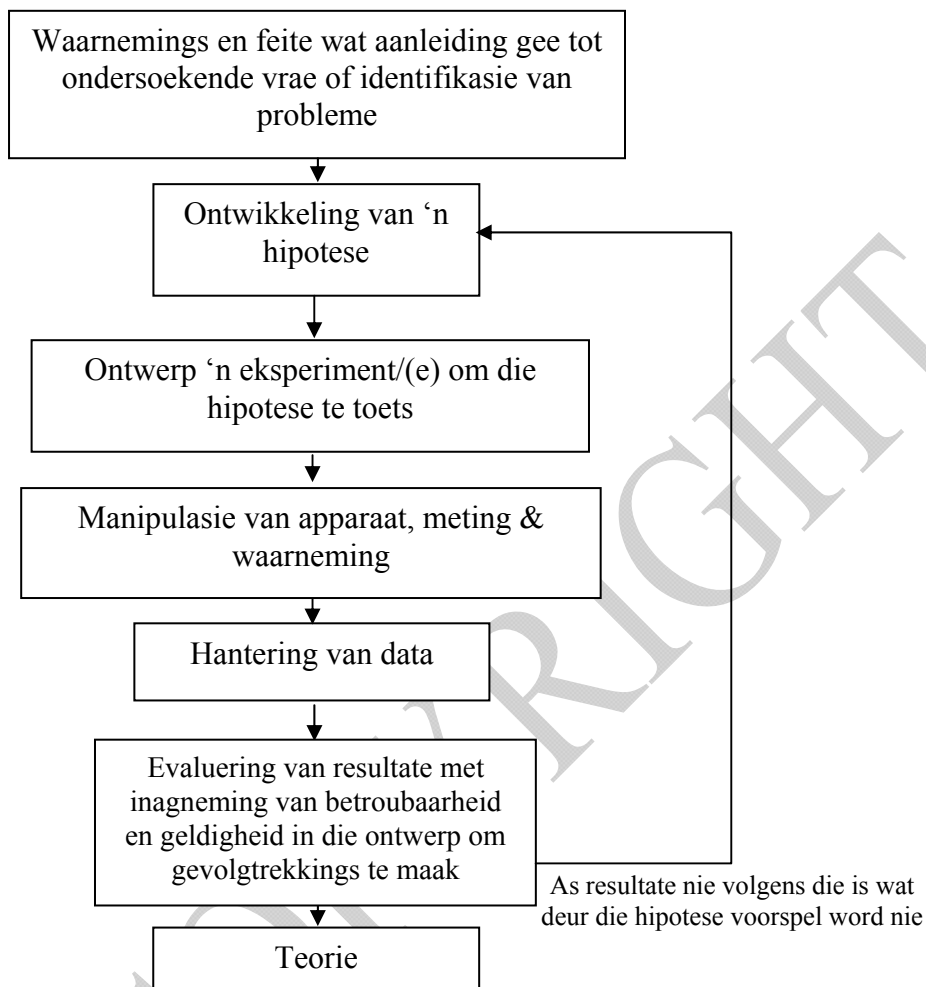 Waarnemings en feite wat aanleiding gee tot
ondersoekende vrae of identifikasie van
probleme
Ontwikkeling van ‘n
hipotese
Ontwerp ‘n eksperiment/(e) om die
hipotese te toets
Manipulasie van apparaat, meting &
waarneming
Hantering van data
Evaluering van resultate met
inagneming van betroubaarheid
en geldigheid in die ontwerp om
gevolgtrekkings te maak
As resultate nie volgens die is wat
deur die hipotese voorspel word nie
Teorie
COPYRIGHT